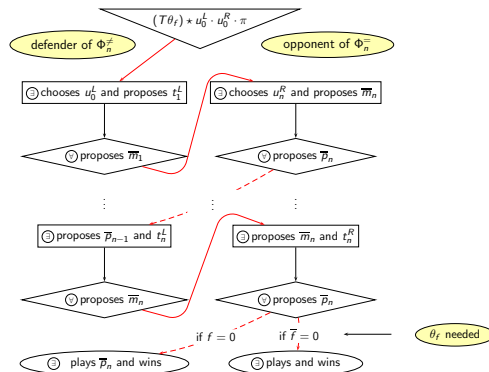 (Tθ_f) ⋆ u_0^L · u_0^R · π
defender of Φ_n^≠
opponent of Φ_n^=
∃ chooses u_0^L and proposes t_1^L
∃ chooses u_n^R and proposes m̅_n
∀ proposes m̅_1
∀ proposes p̅_n
⋮ ⋮ ⋮
∃ proposes p̅_{n−1} and t_n^L
∃ proposes m̅_n and t_n^R
∀ proposes m̅_n
∀ proposes p̅_n
if f = 0
if f̅ = 0
θ_f needed
∃ plays p̅_n and wins
∃ plays and wins